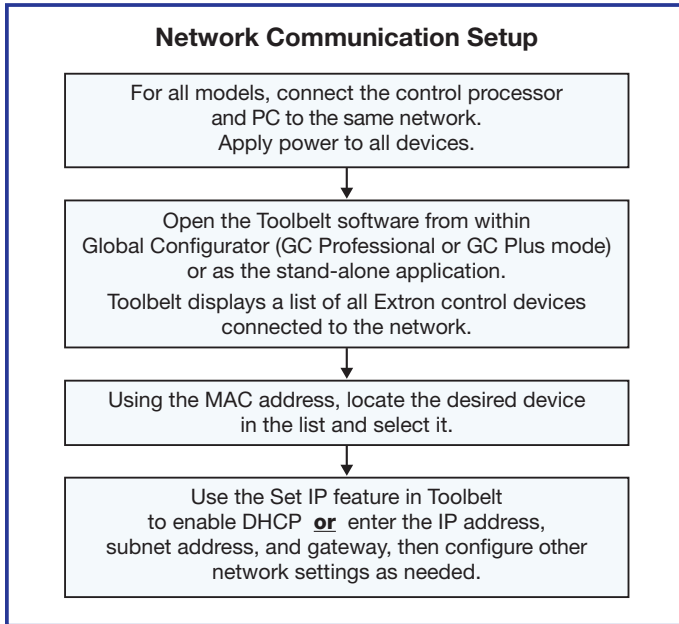 Network Communication Setup
For all models, connect the control processor
and PC to the same network.
Apply power to all devices.
Open the Toolbelt software from within
Global Configurator (GC Professional or GC Plus mode)
or as the stand-alone application.
Toolbelt displays a list of all Extron control devices
connected to the network.
Using the MAC address, locate the desired device
in the list and select it.
Use the Set IP feature in Toolbelt
to enable DHCP or enter the IP address,
subnet address, and gateway, then configure other
network settings as needed.